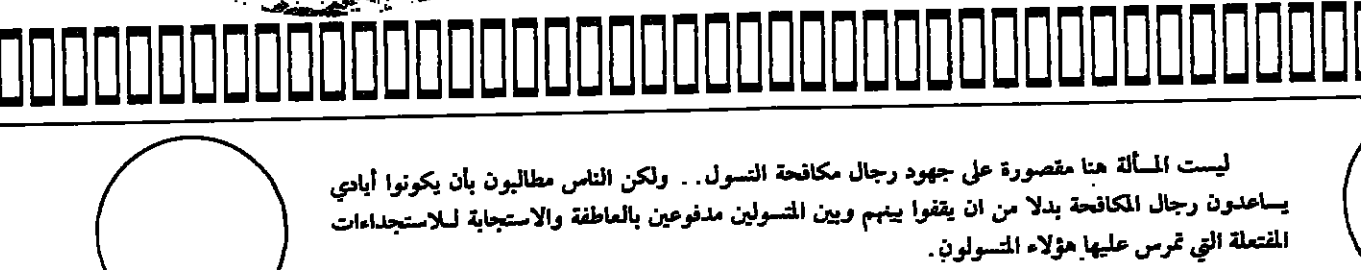 ليست المسألة هنا مقصورة على جهود رجال مكافحة التسول.. ولكن الناس مطالبون بأن يكونوا أيادي
يساعدون رجال المكافحة بدلا من ان يقفوا بينهم وبين المتسولين مدفوعين بالعاطفة والاستجابة للاستجداءات
المفتعلة التي تمرس عليها هؤلاء المتسولون.